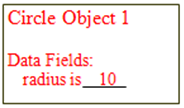 Circle Object 1
Data Fields:
radius is 10